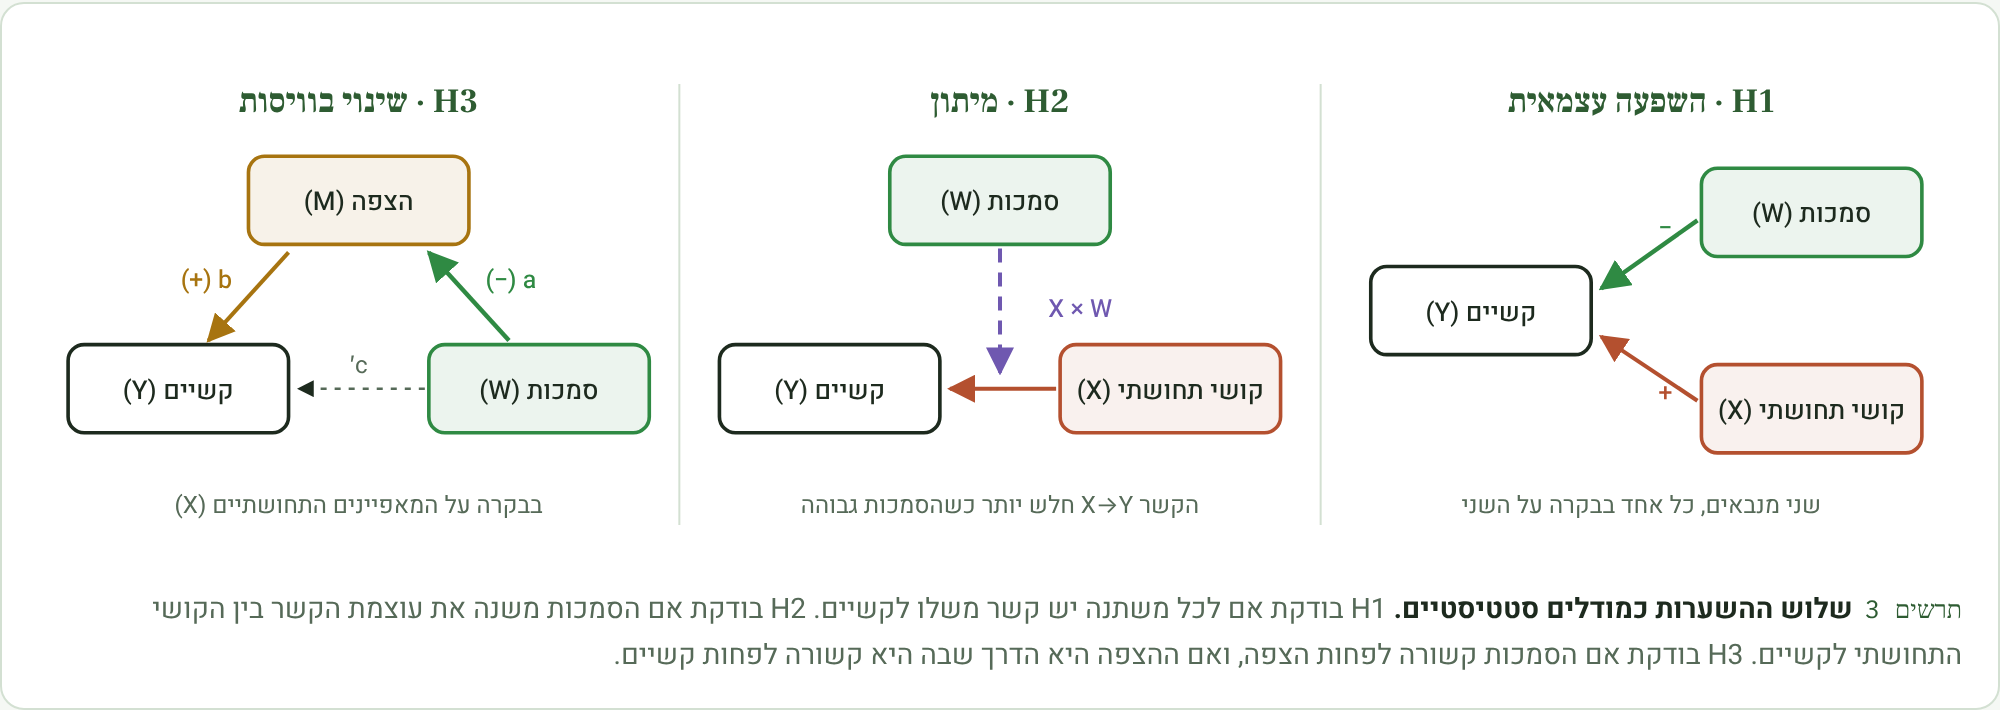 H1 · השפעה עצמאית
סמכות (W)
−
קשיים (Y)
+
קושי תחושתי (X)
שני מנבאים, כל אחד בבקרה על השני
H2 · מיתון
סמכות (W)
X × W
קושי תחושתי (X)
קשיים (Y)
הקשר X→Y חלש יותר כשהסמכות גבוהה
H3 · שינוי בוויסות
הצפה (M)
a (−)
b (+)
סמכות (W)
c'
קשיים (Y)
בבקרה על המאפיינים התחושתיים (X)
תרשים 3 שלוש ההשערות כמודלים סטטיסטיים. H1 בודקת אם לכל משתנה יש קשר משלו לקשיים. H2 בודקת אם הסמכות משנה את עוצמת הקשר בין הקושי
התחושתי לקשיים. H3 בודקת אם הסמכות קשורה לפחות הצפה, ואם ההצפה היא הדרך שבה היא קשורה לפחות קשיים.